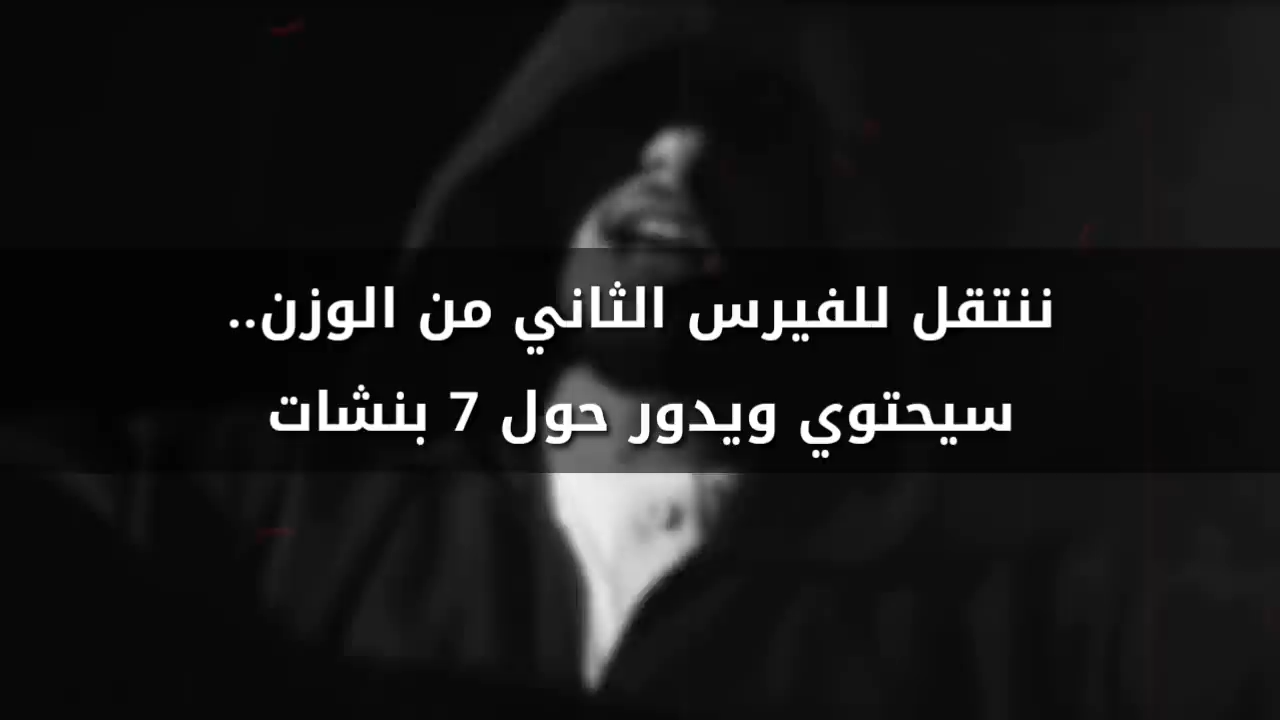 ننتقل للفيرس الثاني من الوزن..
سيحتوي ويدور حول 7 بنشات